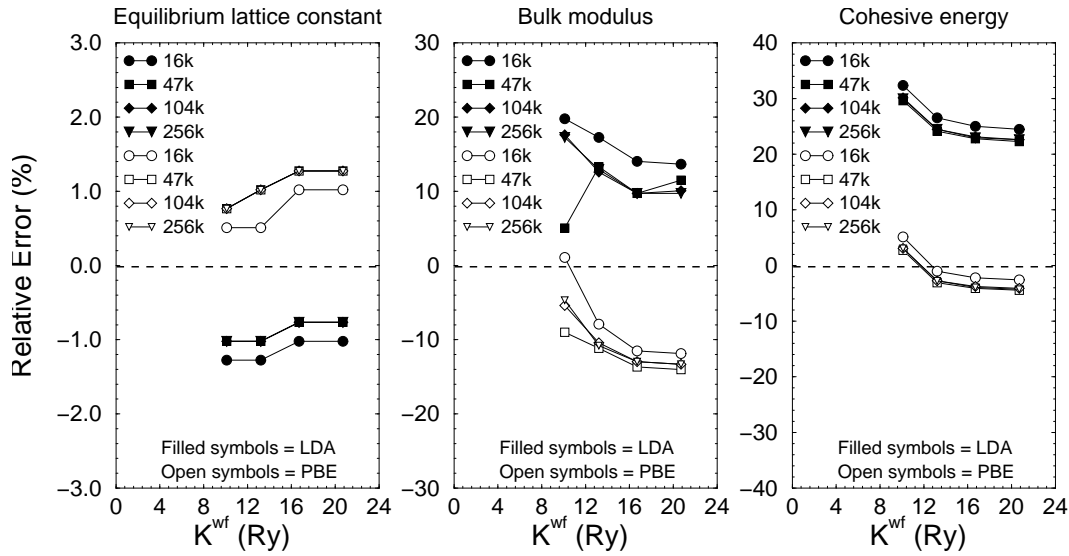 Equilibrium lattice constant
Bulk modulus
Cohesive energy
Relative Error (%)
3.0
2.0
1.0
0
−1.0
−2.0
−3.0
16k
47k
104k
256k
16k
47k
104k
256k
Filled symbols = LDA
Open symbols = PBE
0 4 8 12 16 20 24
K^wf (Ry)
30
20
10
0
−10
−20
−30
16k
47k
104k
256k
16k
47k
104k
256k
Filled symbols = LDA
Open symbols = PBE
0 4 8 12 16 20 24
K^wf (Ry)
40
30
20
10
0
−10
−20
−30
−40
16k
47k
104k
256k
16k
47k
104k
256k
Filled symbols = LDA
Open symbols = PBE
0 4 8 12 16 20 24
K^wf (Ry)